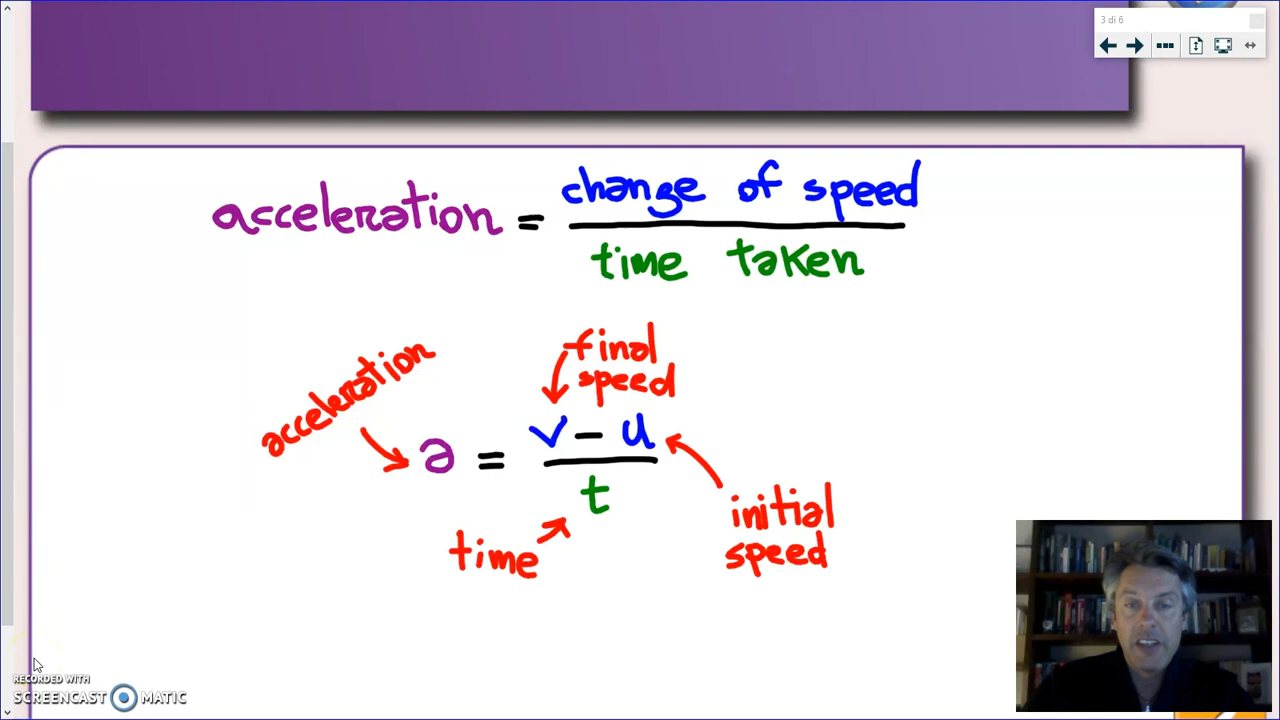 3 di 6
change of speed
acceleration =
time taken
final
speed
acceleration
v - u
a =
t
initial
speed
time
RECORDED WITH
SCREENCAST MATIC